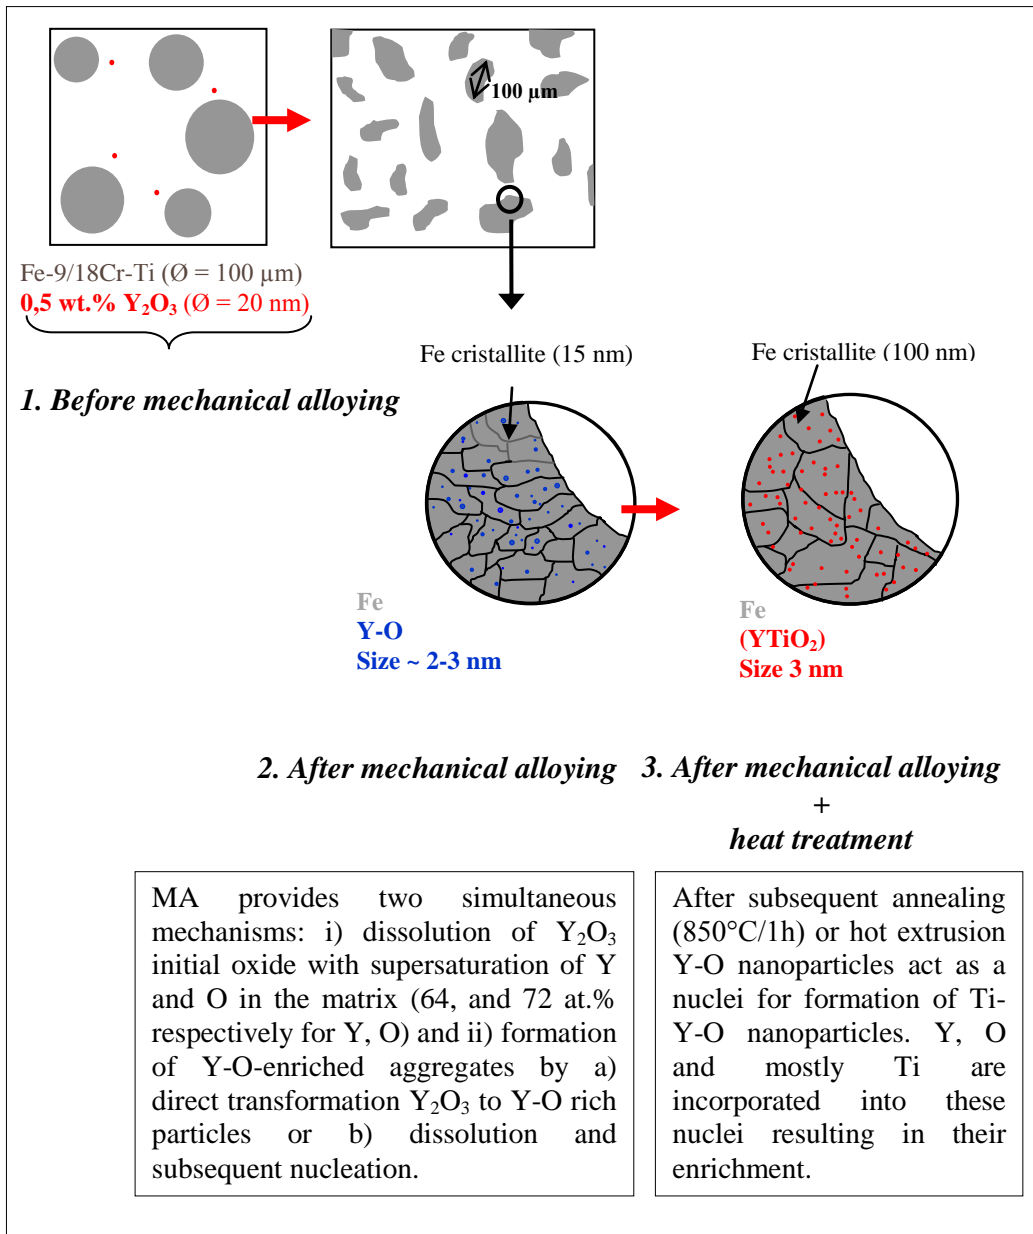 100 µm
Fe-9/18Cr-Ti (Ø = 100 µm)
0,5 wt.% Y₂O₃ (Ø = 20 nm)
1. Before mechanical alloying
Fe cristallite (15 nm)
Fe
Y-O
Size ~ 2-3 nm
Fe cristallite (100 nm)
Fe
(YTiO₂)
Size 3 nm
2. After mechanical alloying
3. After mechanical alloying
+
heat treatment
MA provides two simultaneous
mechanisms: i) dissolution of Y₂O₃
initial oxide with supersaturation of Y
and O in the matrix (64, and 72 at.%
respectively for Y, O) and ii) formation
of Y-O-enriched aggregates by a)
direct transformation Y₂O₃ to Y-O rich
particles or b) dissolution and
subsequent nucleation.
After subsequent annealing
(850°C/1h) or hot extrusion
Y-O nanoparticles act as a
nuclei for formation of Ti-
Y-O nanoparticles. Y, O
and mostly Ti are
incorporated into these
nuclei resulting in their
enrichment.